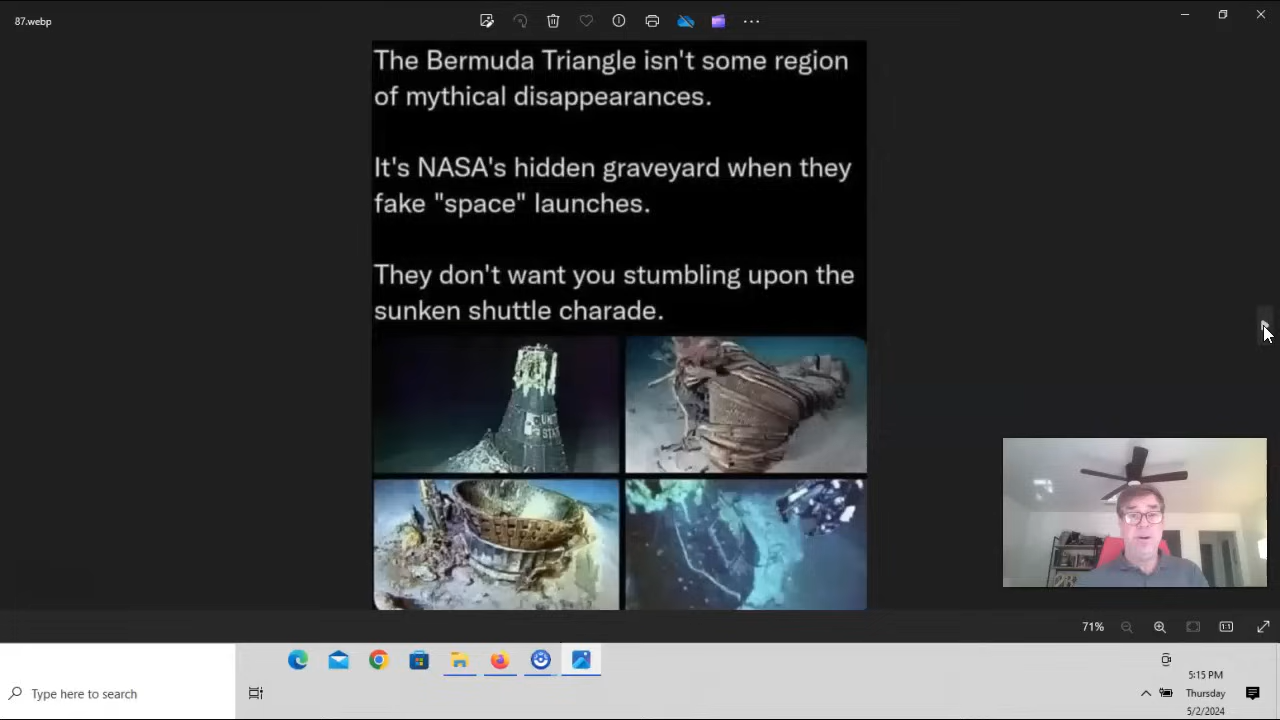 87.webp
The Bermuda Triangle isn't some region
of mythical disappearances.
It's NASA's hidden graveyard when they
fake "space" launches.
They don't want you stumbling upon the
sunken shuttle charade.
71%
Type here to search
5:15 PM
Thursday
5/2/2024